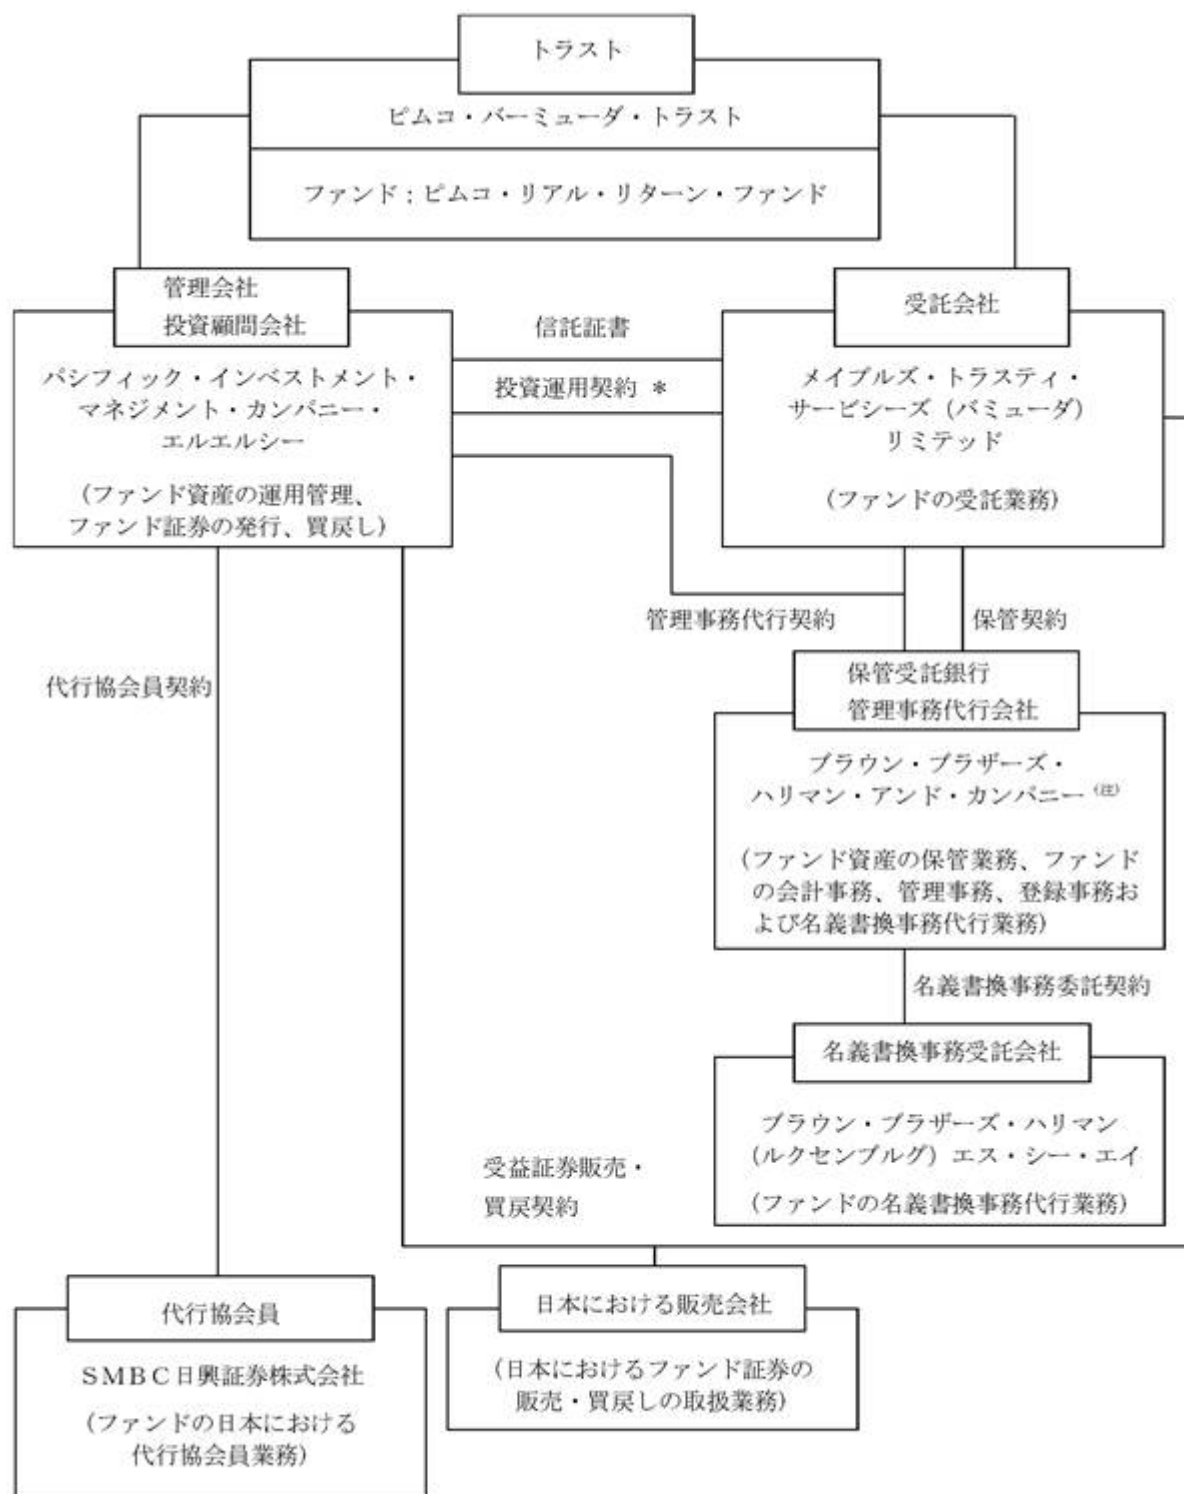 トラスト
ピムコ・バーミューダ・トラスト
ファンド：ピムコ・リアル・リターン・ファンド
管理会社
投資顧問会社
パシフィック・インベストメント・
マネジメント・カンパニー・
エルエルシー
（ファンド資産の運用管理、
ファンド証券の発行、買戻し）
信託証書
投資運用契約 ＊
受託会社
メイプルズ・トラスティ・
サービシーズ（バミューダ）
リミテッド
（ファンドの受託業務）
管理事務代行契約
保管契約
代行協会員契約
保管受託銀行
管理事務代行会社
ブラウン・ブラザーズ・
ハリマン・アンド・カンパニー（注）
（ファンド資産の保管業務、ファンド
の会計事務、管理事務、登録事務お
よび名義書換事務代行業務）
名義書換事務委託契約
名義書換事務受託会社
ブラウン・ブラザーズ・ハリマン
（ルクセンブルグ）エス・シー・エイ
（ファンドの名義書換事務代行業務）
受益証券販売・
買戻契約
代行協会員
ＳＭＢＣ日興証券株式会社
（ファンドの日本における
代行協会員業務）
日本における販売会社
（日本におけるファンド証券の
販売・買戻しの取扱業務）